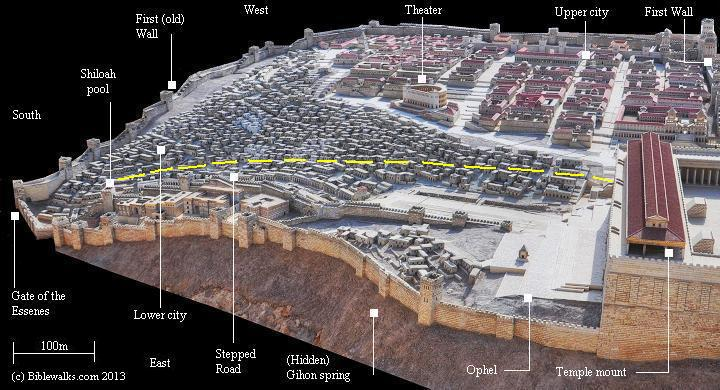 First (old)
Wall
West
Theater
Upper city
First Wall
Shiloah
pool
South
Gate of the
Essenes
Lower city
100m
East
Stepped
Road
(Hidden)
Gihon spring
Ophel
Temple mount
(c) Biblewalks.com 2013